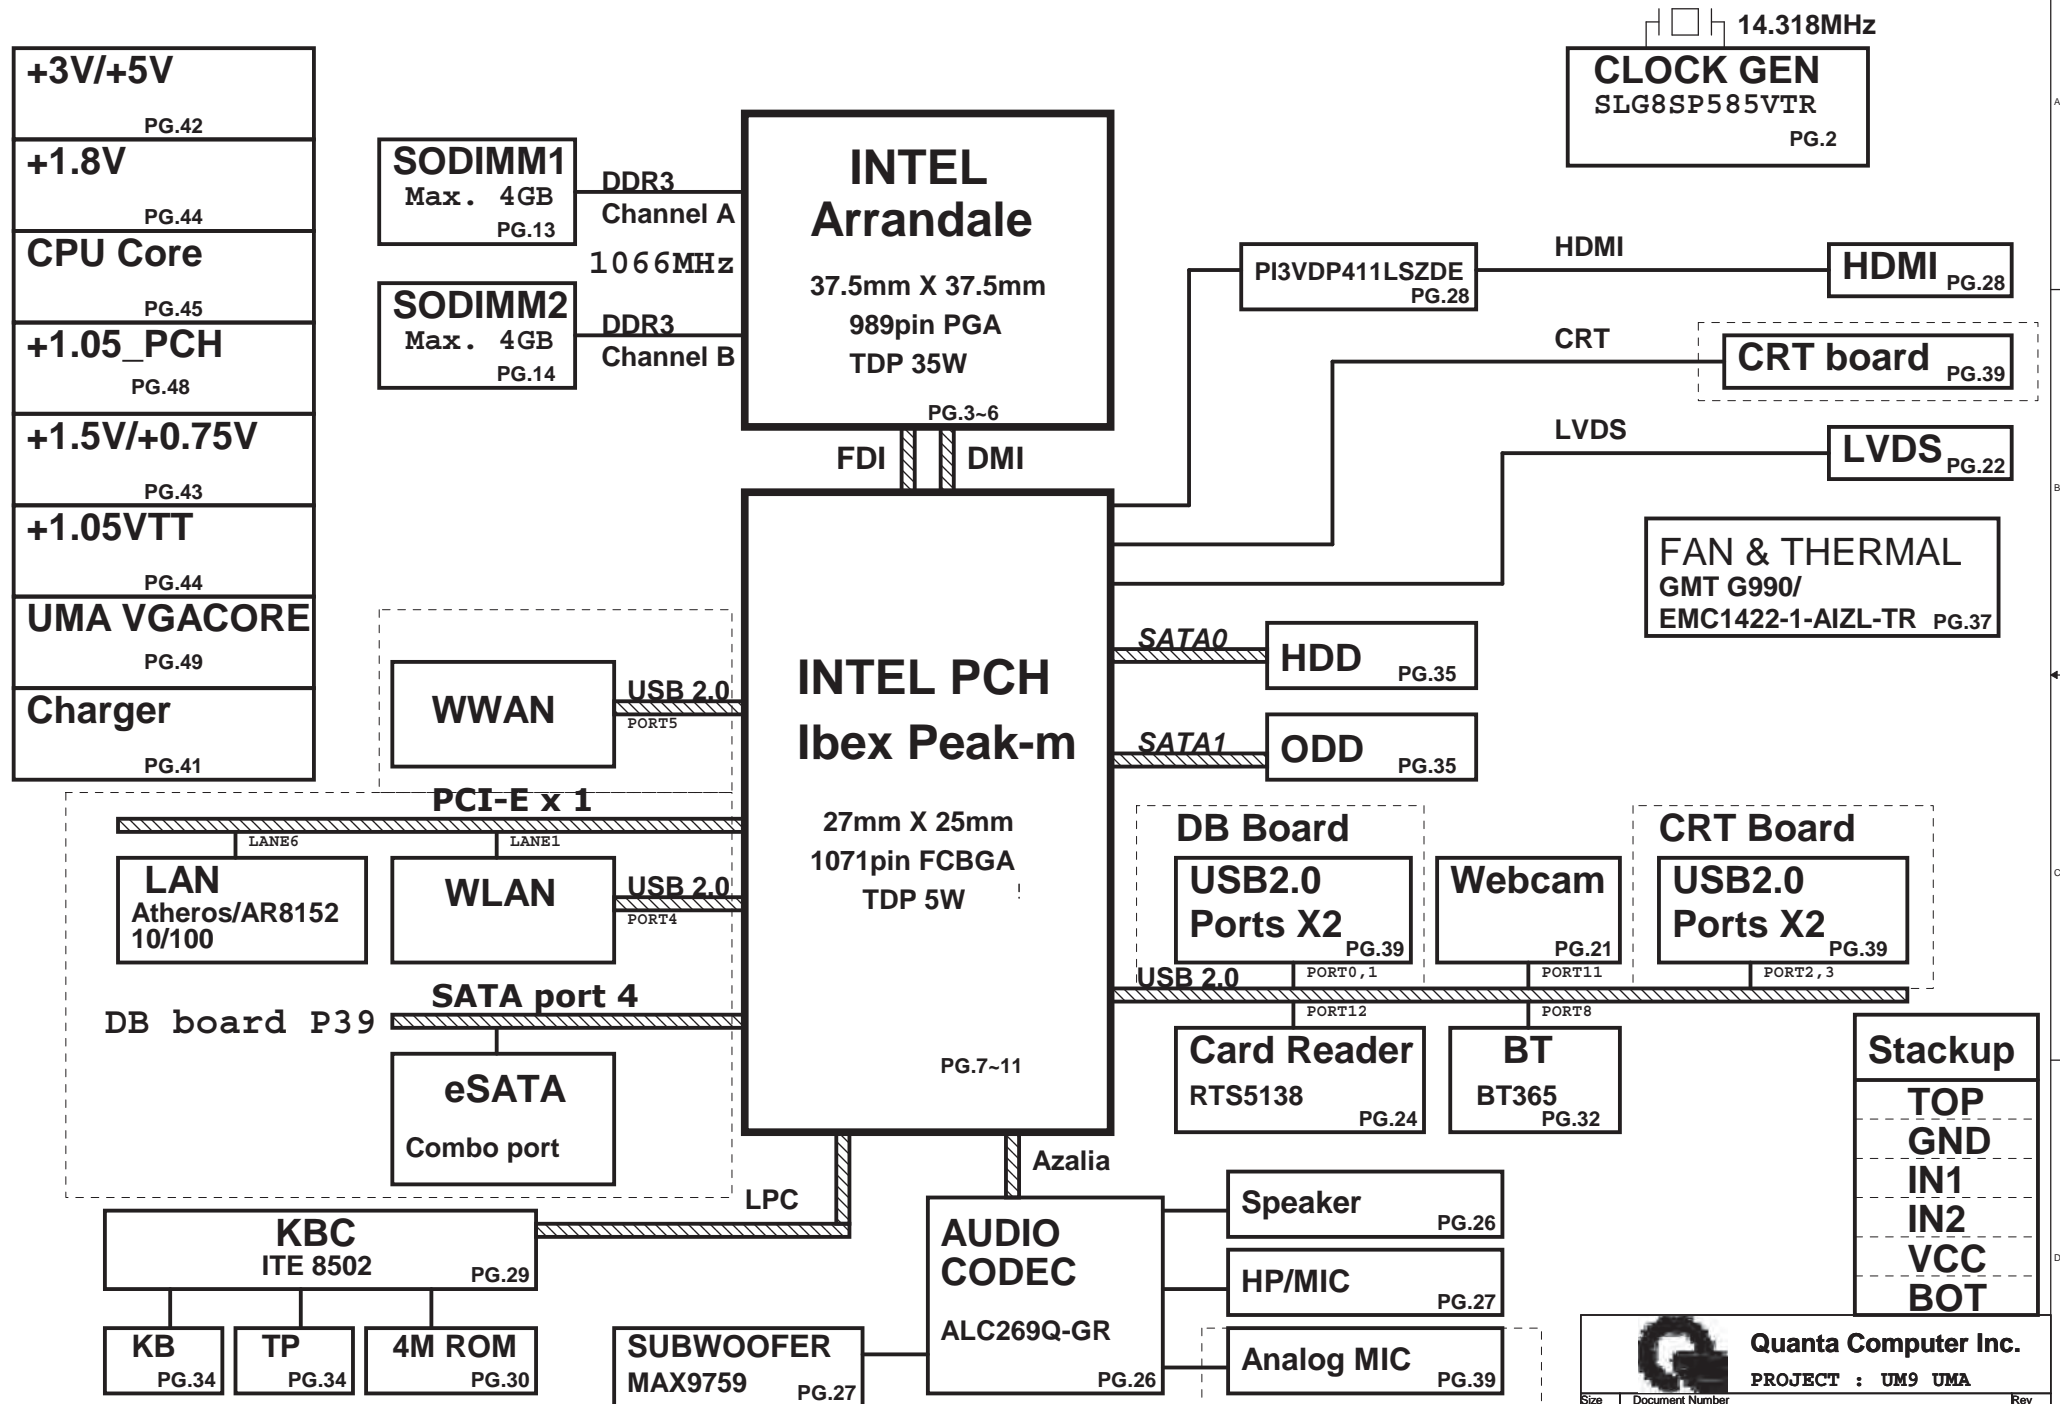 14.318MHz
CLOCK GEN
SLG8SP585VTR
PG.2
+3V/+5V
PG.42
+1.8V
PG.44
CPU Core
PG.45
+1.05_PCH
PG.48
+1.5V/+0.75V
PG.43
+1.05VTT
PG.44
UMA VGACORE
PG.49
Charger
PG.41
SODIMM1
Max. 4GB
PG.13
DDR3
Channel A
1066MHz
SODIMM2
Max. 4GB
PG.14
DDR3
Channel B
INTEL
Arrandale
37.5mm X 37.5mm
989pin PGA
TDP 35W
PG.3~6
FDI
DMI
PI3VDP411LSZDE
PG.28
HDMI
HDMI
PG.28
CRT
CRT board
PG.39
LVDS
LVDS
PG.22
FAN & THERMAL
GMT G990/
EMC1422-1-AIZL-TR PG.37
INTEL PCH
Ibex Peak-m
27mm X 25mm
1071pin FCBGA
TDP 5W
PG.7~11
SATA0
HDD
PG.35
SATA1
ODD
PG.35
WWAN
USB 2.0
PORT5
PCI-E x 1
LANE6
LANE1
LAN
Atheros/AR8152
10/100
WLAN
USB 2.0
PORT4
SATA port 4
DB board P39
eSATA
Combo port
DB Board
USB2.0
Ports X2
PG.39
Webcam
PG.21
CRT Board
USB2.0
Ports X2
PG.39
USB 2.0
PORT0,1
PORT11
PORT2,3
PORT12
PORT8
Card Reader
RTS5138
PG.24
BT
BT365
PG.32
Stackup
TOP
GND
IN1
IN2
VCC
BOT
LPC
Azalia
KBC
ITE 8502
PG.29
KB
PG.34
TP
PG.34
4M ROM
PG.30
SUBWOOFER
MAX9759
PG.27
AUDIO
CODEC
ALC269Q-GR
PG.26
Speaker
PG.26
HP/MIC
PG.27
Analog MIC
PG.39
Quanta Computer Inc.
PROJECT : UM9 UMA
Size
Document Number
Rev
A
B
C
D